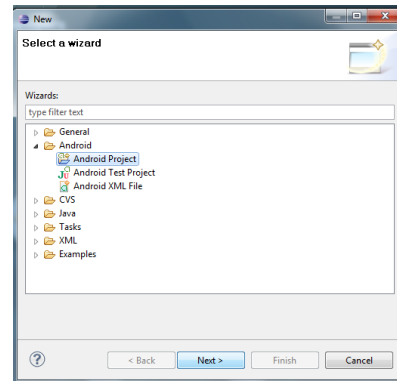 New
Select a wizard
Wizards:
type filter text
General
Android
Android Project
Android Test Project
Android XML File
CVS
Java
Tasks
XML
Examples
< Back Next > Finish Cancel